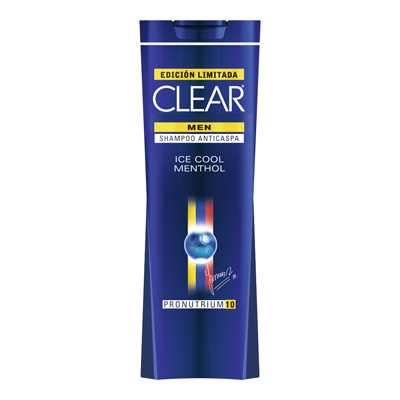 EDICIÓN LIMITADA
CLEAR
MEN
SHAMPOO ANTICASPA
ICE COOL
MENTHOL
PRONUTRIUM10